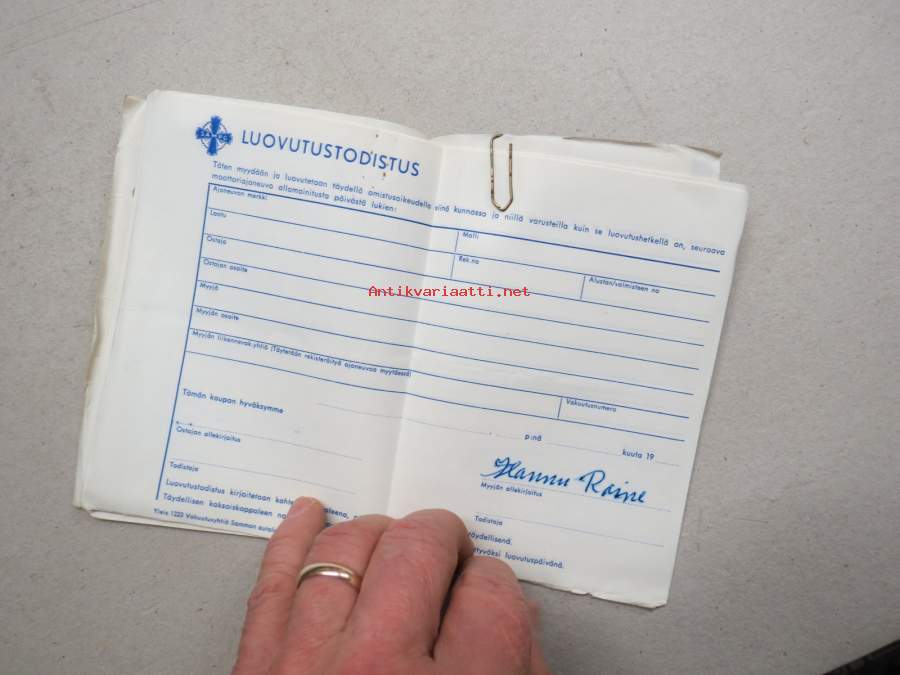 LUOVUTUSTODISTUS
Täten myydään ja luovutetaan täydellä omistusoikeudella siinä kunnossa ja niillä varusteilla kuin se luovutushetkellä on, seuraava
moottoriajoneuvo allamainitusta päivästä lukien:
Ajoneuvon merkki
Malli
Laatu
Rek.no
Alustan/valmisteen no
Ostaja
Ostajan osoite
Antikvariaatti.net
Myyjä
Myyjän osoite
Myyjän liikennevak.yhtiö (Täytetään rekisteröityä ajoneuvoa myytäessä)
Vakuutusnumero
Tämän kaupan hyväksymme
p:nä
kuuta 19
Ostajan allekirjoitus
Hannu Raine
Myyjän allekirjoitus
Todistaja
Todistaja
Luovutustodistus kirjoitetaan
täydellisenä.
Täydellisen kaksoiskappaleen
luovutuspäivänä.
Yleis 1223 Vakuutusyhtiö Sammon